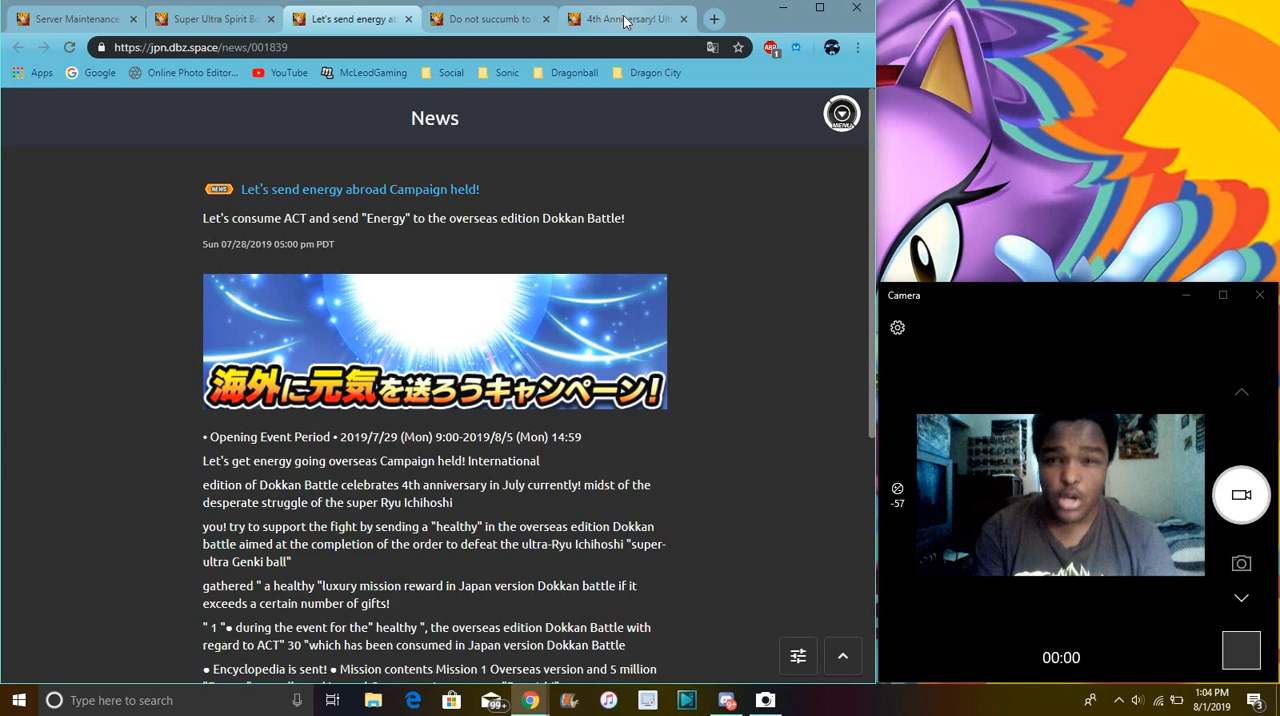 Server Maintenance
Super Ultra Spirit Bo
Let's send energy ab
Do not succumb to
4th Anniversary! Ult
https://jpn.dbz.space/news/001839
ABP
1
Apps
Google
Online Photo Editor...
YouTube
McLeodGaming
Social
Sonic
Dragonball
Dragon City
News
MENU
NEWS
Let's send energy abroad Campaign held!
Let's consume ACT and send "Energy" to the overseas edition Dokkan Battle!
Sun 07/28/2019 05:00 pm PDT
海外に元気を送ろうキャンペーン!
• Opening Event Period • 2019/7/29 (Mon) 9:00-2019/8/5 (Mon) 14:59
Let's get energy going overseas Campaign held! International
edition of Dokkan Battle celebrates 4th anniversary in July currently! midst of the
desperate struggle of the super Ryu Ichihoshi
you! try to support the fight by sending a "healthy" in the overseas edition Dokkan
battle aimed at the completion of the order to defeat the ultra-Ryu Ichihoshi "super-
ultra Genki ball"
gathered " a healthy "luxury mission reward in Japan version Dokkan battle if it
exceeds a certain number of gifts!
" 1 "● during the event for the" healthy ", the overseas edition Dokkan Battle with
regard to ACT" 30 "which has been consumed in Japan version Dokkan Battle
● Encyclopedia is sent! ● Mission contents Mission 1 Overseas version and 5 million
Camera
-57
00:00
Type here to search
99+
9+
1:04 PM
8/1/2019
3